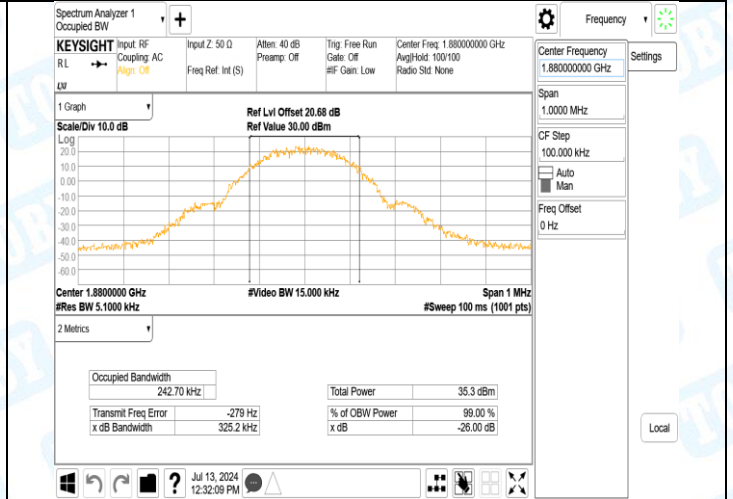 Spectrum Analyzer 1
Occupied BW
+
Frequency
KEYSIGHT
RL
LXI
Input: RF
Coupling: AC
Align: Off
Input Z: 50 Ω
Freq Ref: Int (S)
Atten: 40 dB
Preamp: Off
Trig: Free Run
Gate: Off
#IF Gain: Low
Center Freq: 1.880000000 GHz
Avg|Hold: 100/100
Radio Std: None
Center Frequency
1.880000000 GHz
Settings
Span
1.0000 MHz
CF Step
100.000 kHz
Auto
Man
Freq Offset
0 Hz
1 Graph
Scale/Div 10.0 dB
Ref Lvl Offset 20.68 dB
Ref Value 30.00 dBm
Log
20.0
10.0
0.00
-10.0
-20.0
-30.0
-40.0
-50.0
-60.0
Center 1.8800000 GHz
#Res BW 5.1000 kHz
#Video BW 15.000 kHz
Span 1 MHz
#Sweep 100 ms (1001 pts)
2 Metrics
Occupied Bandwidth
242.70 kHz
Total Power 35.3 dBm
Transmit Freq Error -279 Hz
% of OBW Power 99.00 %
x dB Bandwidth 325.2 kHz
x dB -26.00 dB
Local
?
Jul 13, 2024
12:32:09 PM